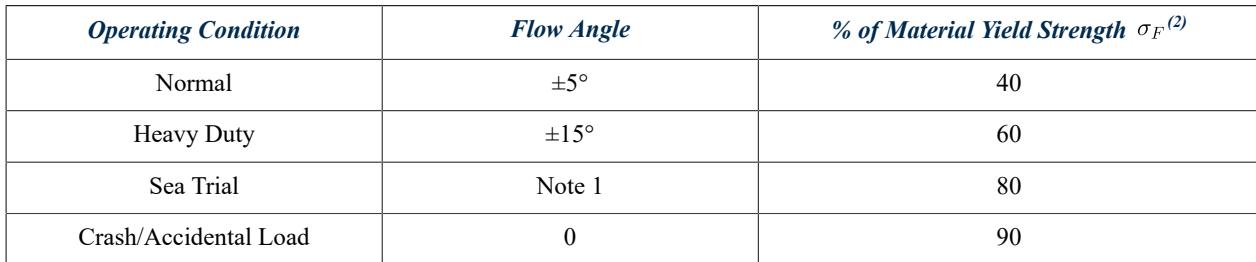 Operating Condition Flow Angle % of Material Yield Strength σF(2)
Normal ±5° 40
Heavy Duty ±15° 60
Sea Trial Note 1 80
Crash/Accidental Load 0 90